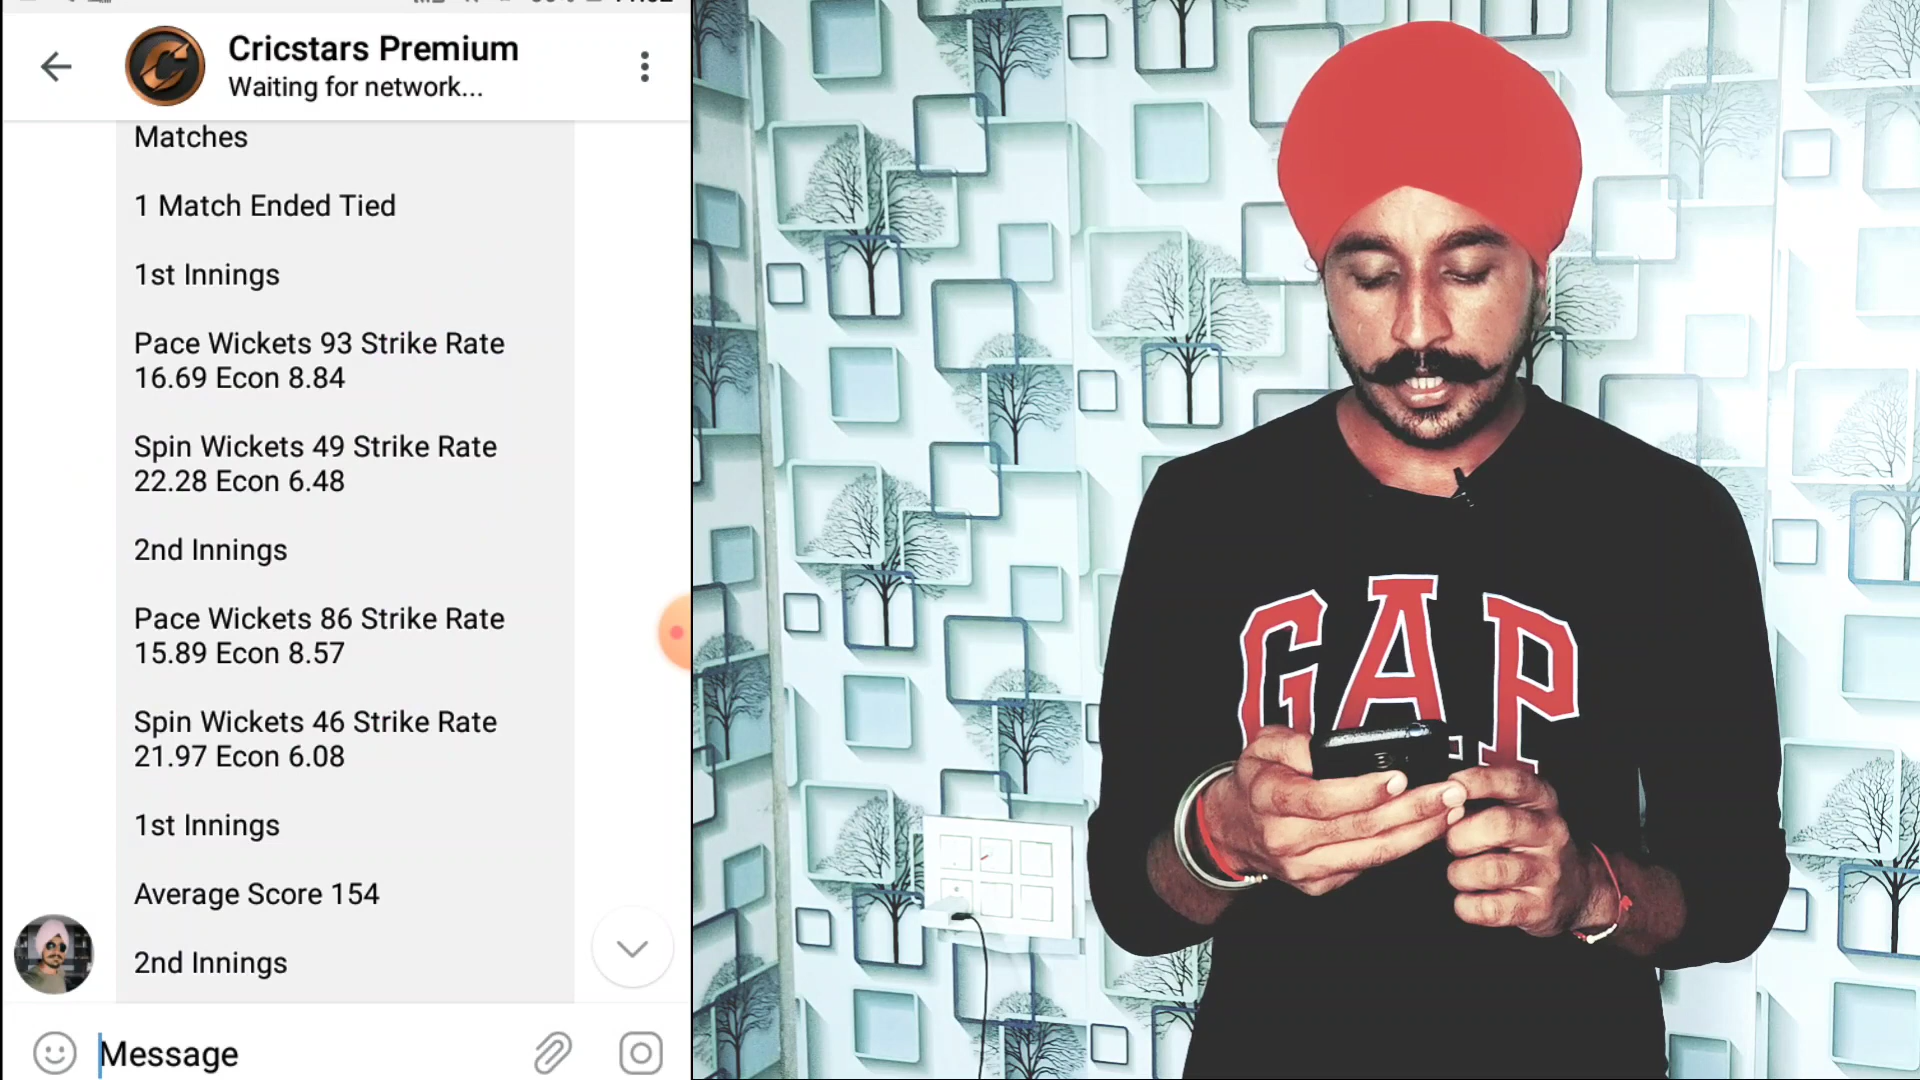 Cricstars Premium
Waiting for network...
Matches
1 Match Ended Tied
1st Innings
Pace Wickets 93 Strike Rate
16.69 Econ 8.84
Spin Wickets 49 Strike Rate
22.28 Econ 6.48
2nd Innings
Pace Wickets 86 Strike Rate
15.89 Econ 8.57
Spin Wickets 46 Strike Rate
21.97 Econ 6.08
1st Innings
Average Score 154
2nd Innings
Message
GAP